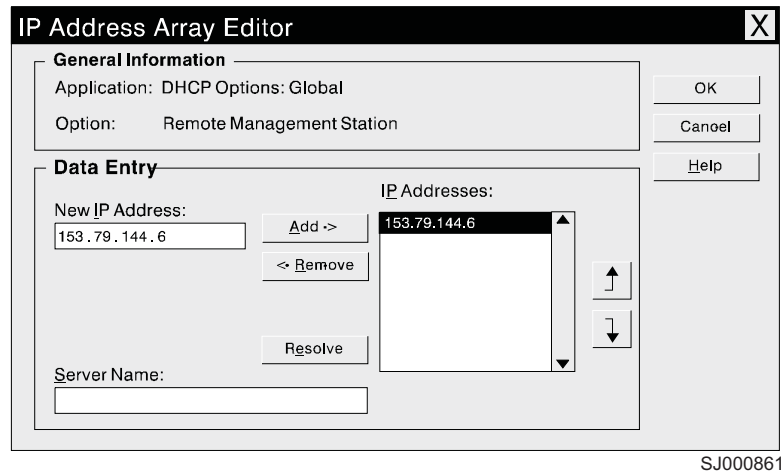 IP Address Array Editor
X
General Information
Application: DHCP Options: Global
Option: Remote Management Station
OK
Cancel
Help
Data Entry
New IP Address:
153.79.144.6
Add ->
<- Remove
Resolve
IP Addresses:
153.79.144.6
Server Name:
SJ000861